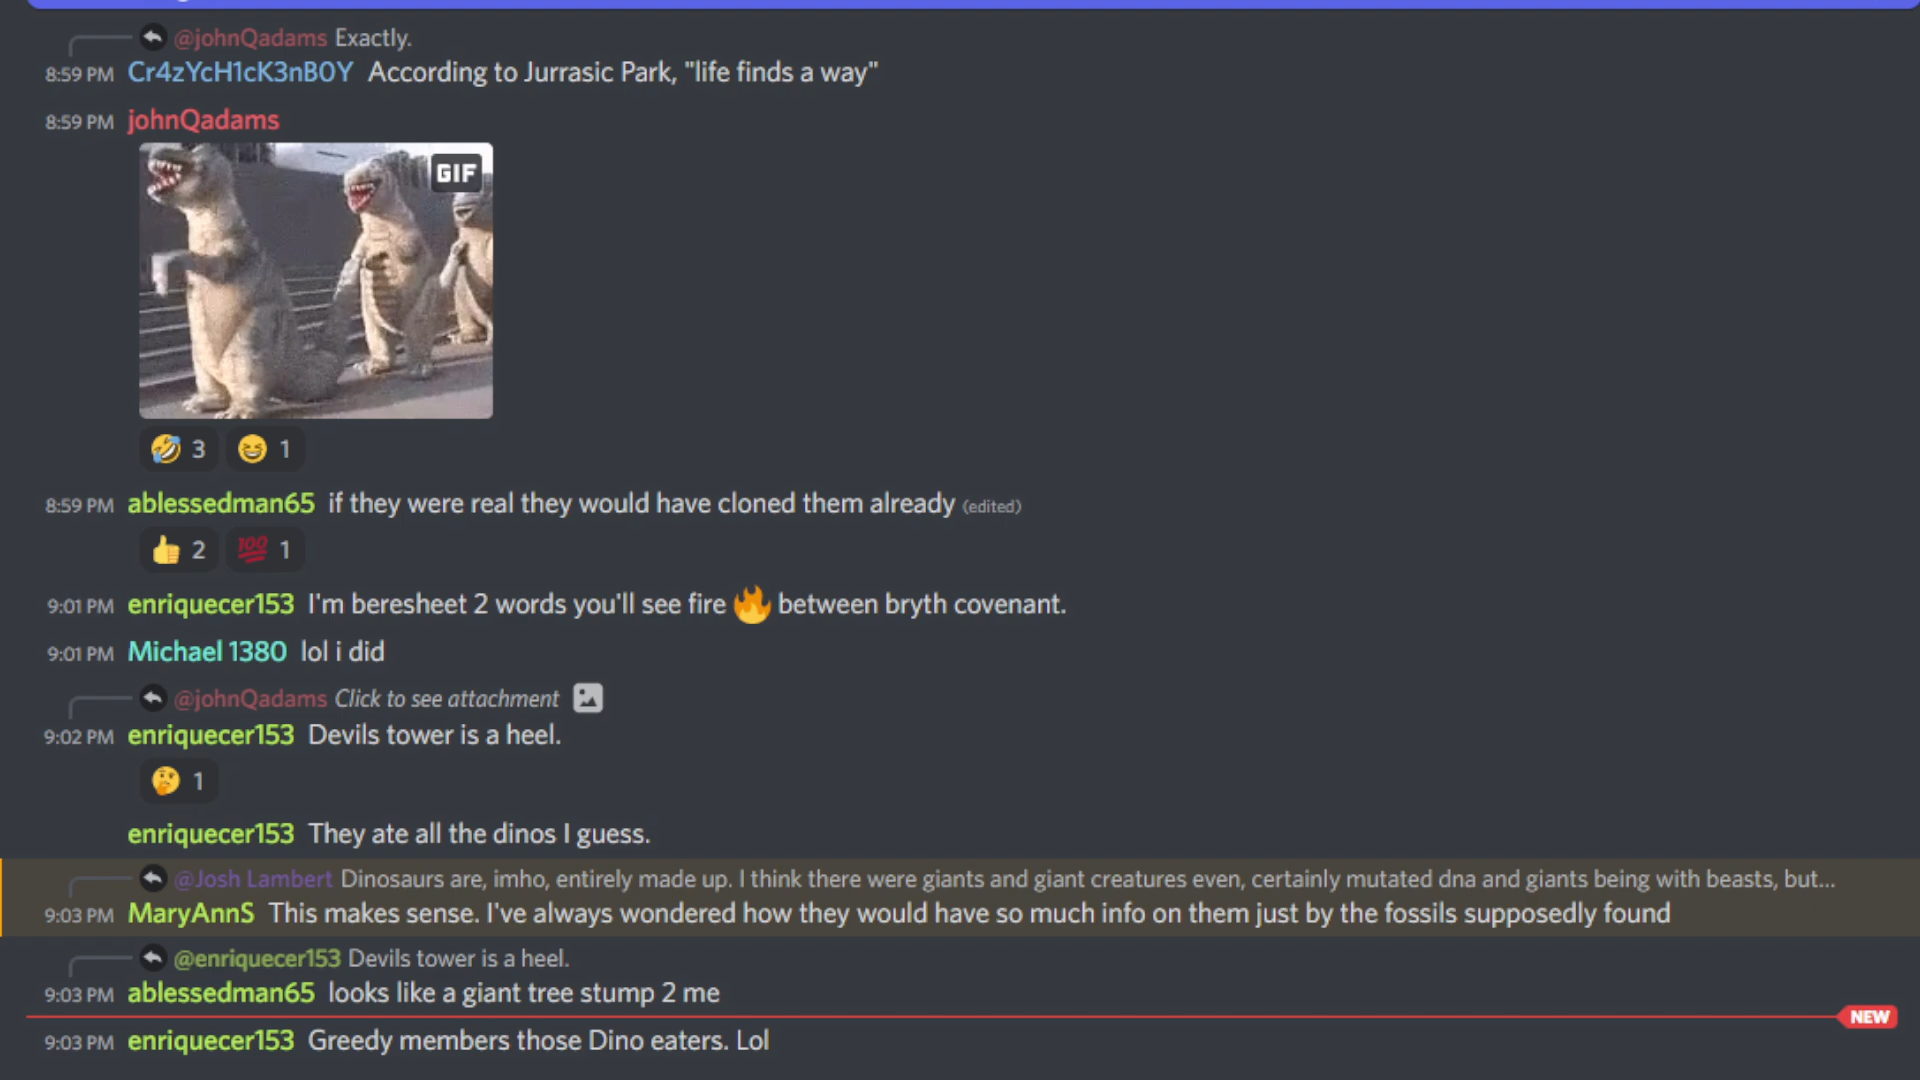 @johnQadams Exactly.
8:59 PM Cr4zYcH1cK3nB0Y According to Jurrasic Park, "life finds a way"
8:59 PM johnQadams
GIF
3 1
8:59 PM ablessedman65 if they were real they would have cloned them already (edited)
2 100 1
9:01 PM enriquecer153 I'm beresheet 2 words you'll see fire 🔥 between bryth covenant.
9:01 PM Michael 1380 lol i did
@johnQadams Click to see attachment
9:02 PM enriquecer153 Devils tower is a heel.
1
enriquecer153 They ate all the dinos I guess.
@Josh Lambert Dinosaurs are, imho, entirely made up. I think there were giants and giant creatures even, certainly mutated dna and giants being with beasts, but...
9:03 PM MaryAnnS This makes sense. I've always wondered how they would have so much info on them just by the fossils supposedly found
@enriquecer153 Devils tower is a heel.
9:03 PM ablessedman65 looks like a giant tree stump 2 me
NEW
9:03 PM enriquecer153 Greedy members those Dino eaters. Lol